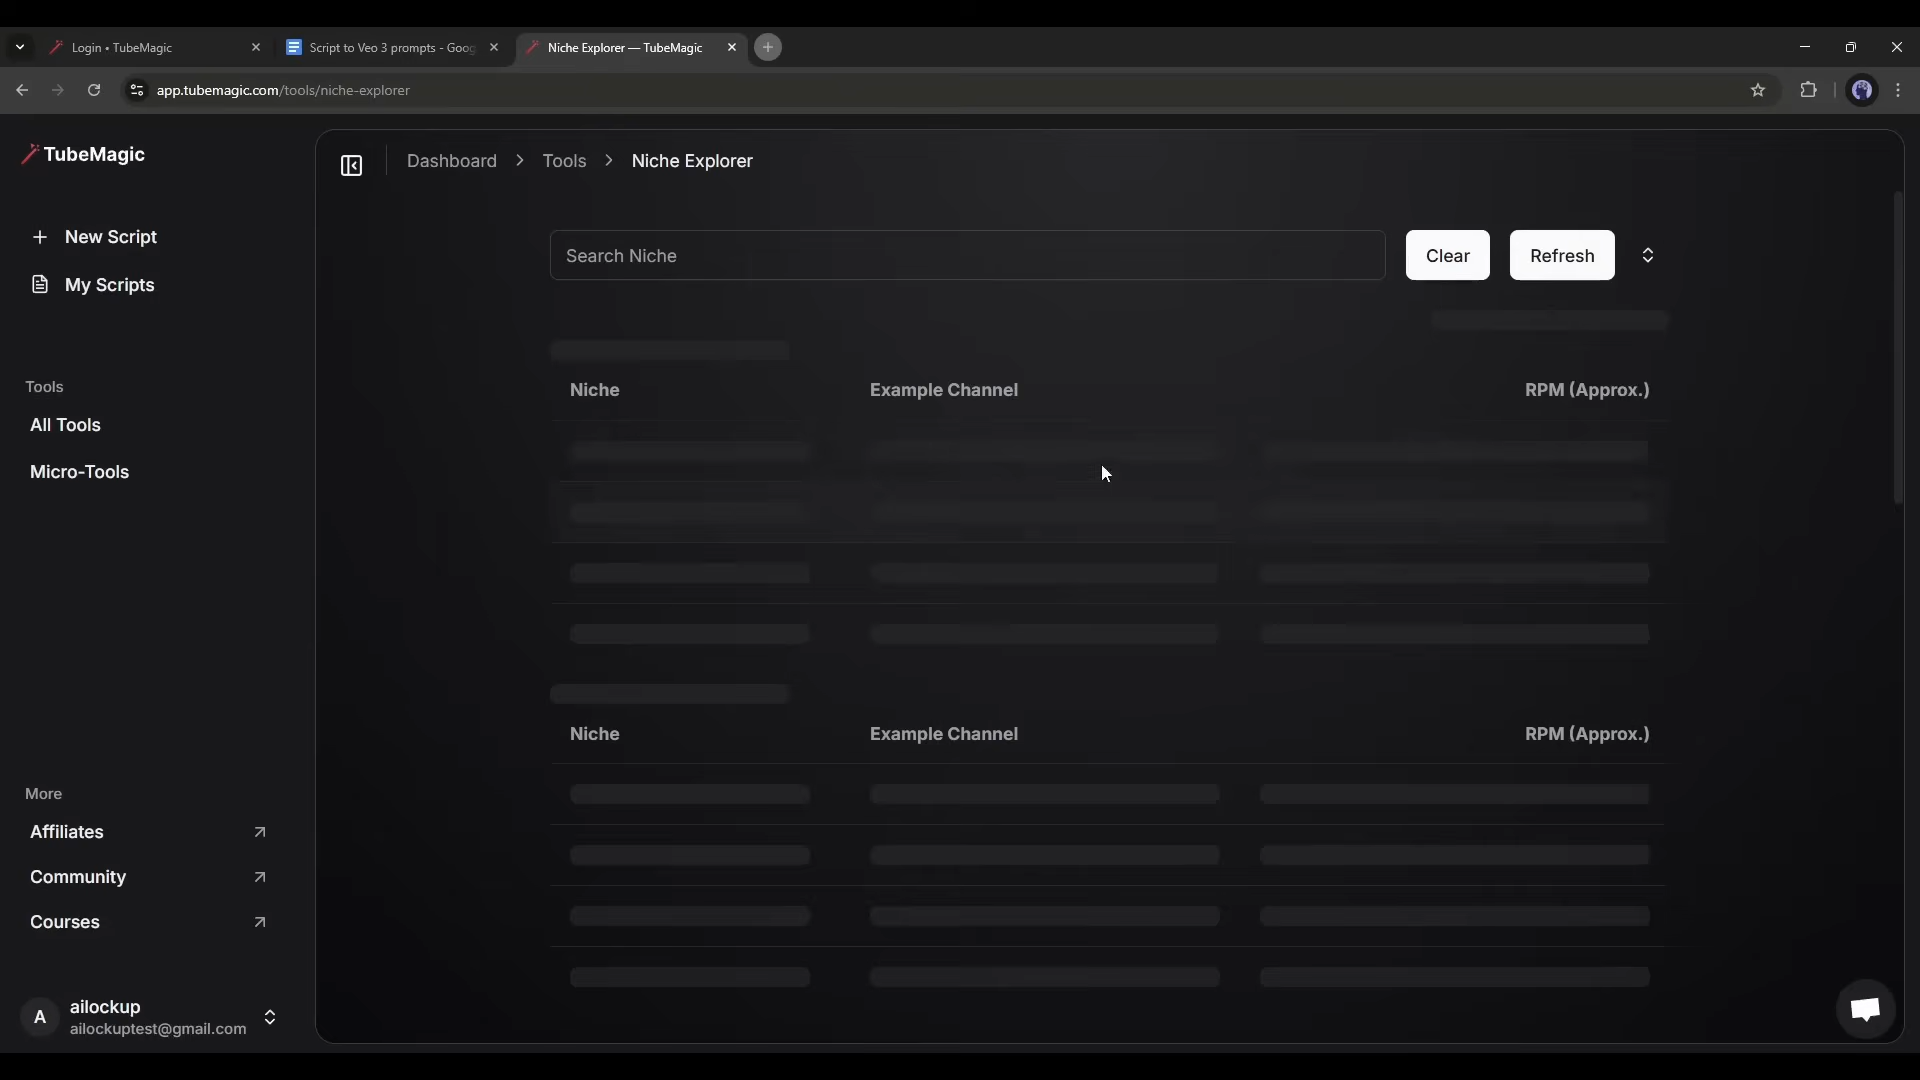 Login • TubeMagic
Script to Veo 3 prompts - Goog
Niche Explorer — TubeMagic
app.tubemagic.com/tools/niche-explorer
TubeMagic
Dashboard > Tools > Niche Explorer
New Script
My Scripts
Search Niche
Clear
Refresh
Tools
All Tools
Micro-Tools
Niche Example Channel RPM (Approx.)
Niche Example Channel RPM (Approx.)
More
Affiliates
Community
Courses
A
ailockup
ailockuptest@gmail.com